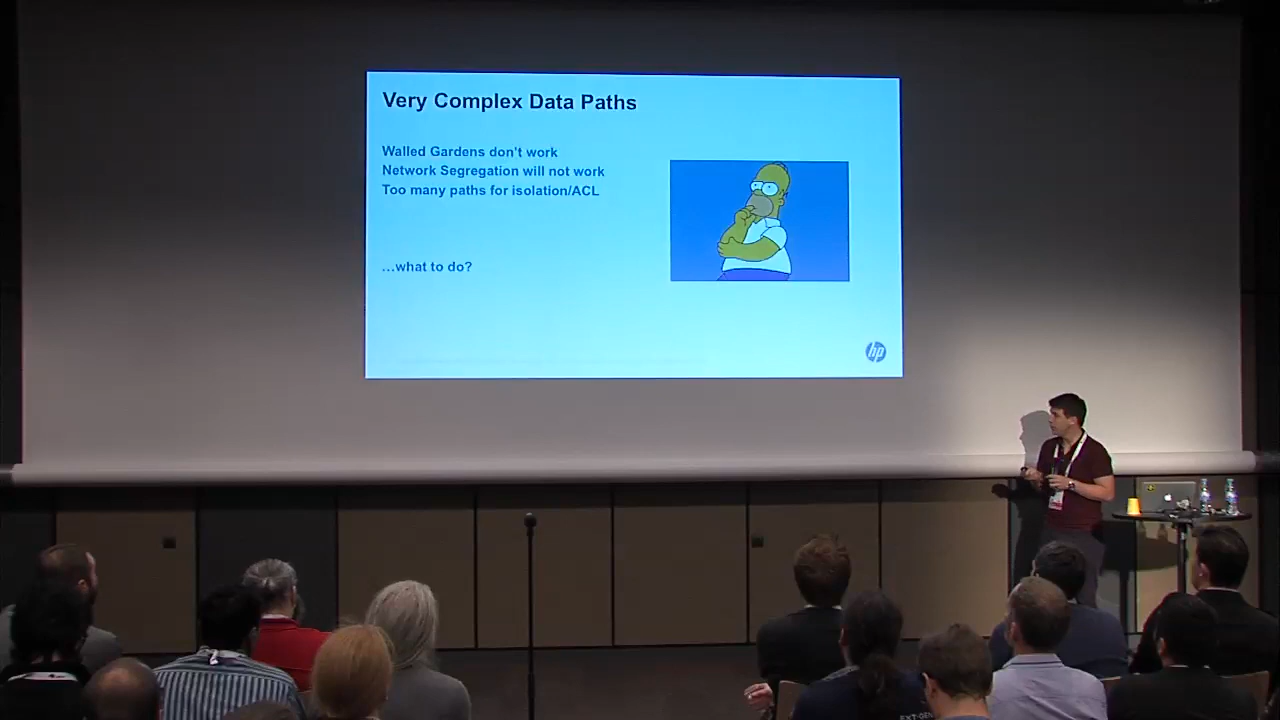 Very Complex Data Paths
Walled Gardens don't work
Network Segregation will not work
Too many paths for isolation/ACL
...what to do?
hp